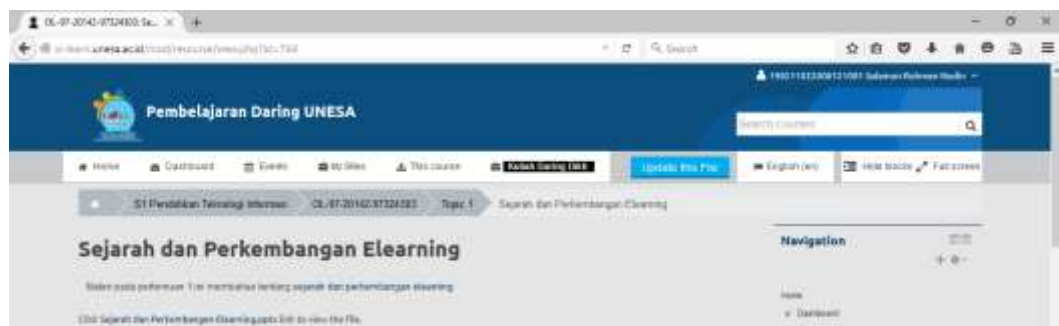 Search
Pembelajaran Daring UNESA
Search courses
Home
Dashboard
Events
My Sites
This course
Update this File
English (en)
Hide blocks
Full screen
S1 Pendidikan Teknologi Informasi
Topic 1
Sejarah dan Perkembangan Elearning
Sejarah dan Perkembangan Elearning
Navigation
Materi pada pertemuan 1 ini membahas tentang sejarah dan perkembangan elearning
Home
Dashboard
Click Sejarah dan Perkembangan Elearning.pptx link to view the file.